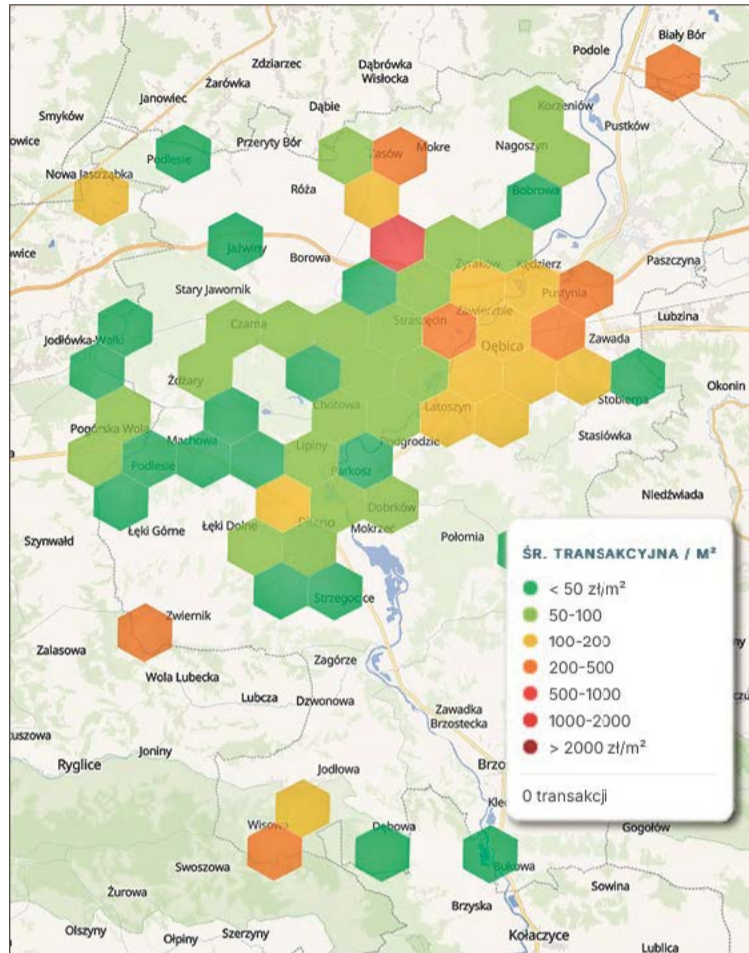 Biały Bór
Podole
Zdziarzec
Dąbrówka
Wisłocka
Żarówka
Janowiec
Dąbie
Korzeniów
Smyków
Pustków
Przeryty Bór
Mokre
Nagoszyn
Podlesie
Zasów
Nowa Jastrząbka
Róża
Bobrowa
Jaźwiny
Borowa
Żyraków
Kędzierz
Paszczyna
Stary Jawornik
Pustynia
Zawierzbie
Lubzina
Czarna
Straszęcin
Jodłówka-Wałki
Dębica
Zawada
Żdżary
Okonin
Stobierna
Chotowa
Latoszyn
Pogórska Wola
Machowa
Lipiny
Podgrodzie
Stasiówka
Podlesie
Parkosz
Niedźwiada
Dobrków
Łęki Górne
Łęki Dolne
Pilzno
Mokrzec
Połomia
Szynwałd
Strzegocice
Zwiernik
Zalasowa
Zagórze
Wola Lubecka
Lubcza
Dzwonowa
Zawadka
Brzostecka
Joniny
Ryglice
Jodłowa
Wisowa
Dębowa
Gogołów
Swoszowa
Bukowa
Żurowa
Sowina
Brzyska
Olszyny
Ołpiny
Szerzyny
Kołaczyce
Lublica
ŚR. TRANSAKCYJNA / M²
< 50 zł/m²
50-100
100-200
200-500
500-1000
1000-2000
> 2000 zł/m²
0 transakcji